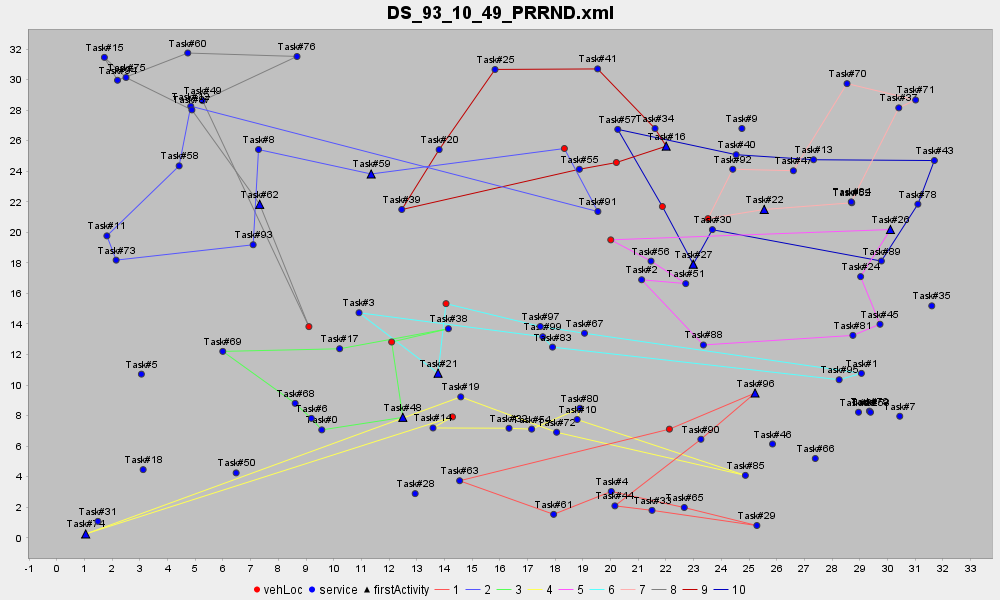 DS_93_10_49_PRRND.xml
32
30
28
26
24
22
20
18
16
14
12
10
8
6
4
2
0
Task#15
Task#60
Task#76
Task#75
Task#49
Task#25
Task#41
Task#70
Task#71
Task#37
Task#57
Task#34
Task#9
Task#16
Task#20
Task#8
Task#58
Task#59
Task#55
Task#40
Task#13
Task#43
Task#92
Task#47
Task#62
Task#39
Task#91
Task#22
Task#78
Task#11
Task#93
Task#73
Task#30
Task#26
Task#56
Task#27
Task#89
Task#2
Task#51
Task#24
Task#35
Task#3
Task#38
Task#97
Task#99
Task#67
Task#83
Task#45
Task#81
Task#88
Task#69
Task#17
Task#5
Task#21
Task#95
Task#1
Task#68
Task#6
Task#0
Task#48
Task#19
Task#14
Task#80
Task#10
Task#72
Task#96
Task#7
Task#90
Task#46
Task#66
Task#18
Task#50
Task#28
Task#63
Task#85
Task#4
Task#44
Task#61
Task#33
Task#65
Task#29
Task#31
Task#74
-1 0 1 2 3 4 5 6 7 8 9 10 11 12 13 14 15 16 17 18 19 20 21 22 23 24 25 26 27 28 29 30 31 32 33
vehLoc service firstActivity 1 2 3 4 5 6 7 8 9 10